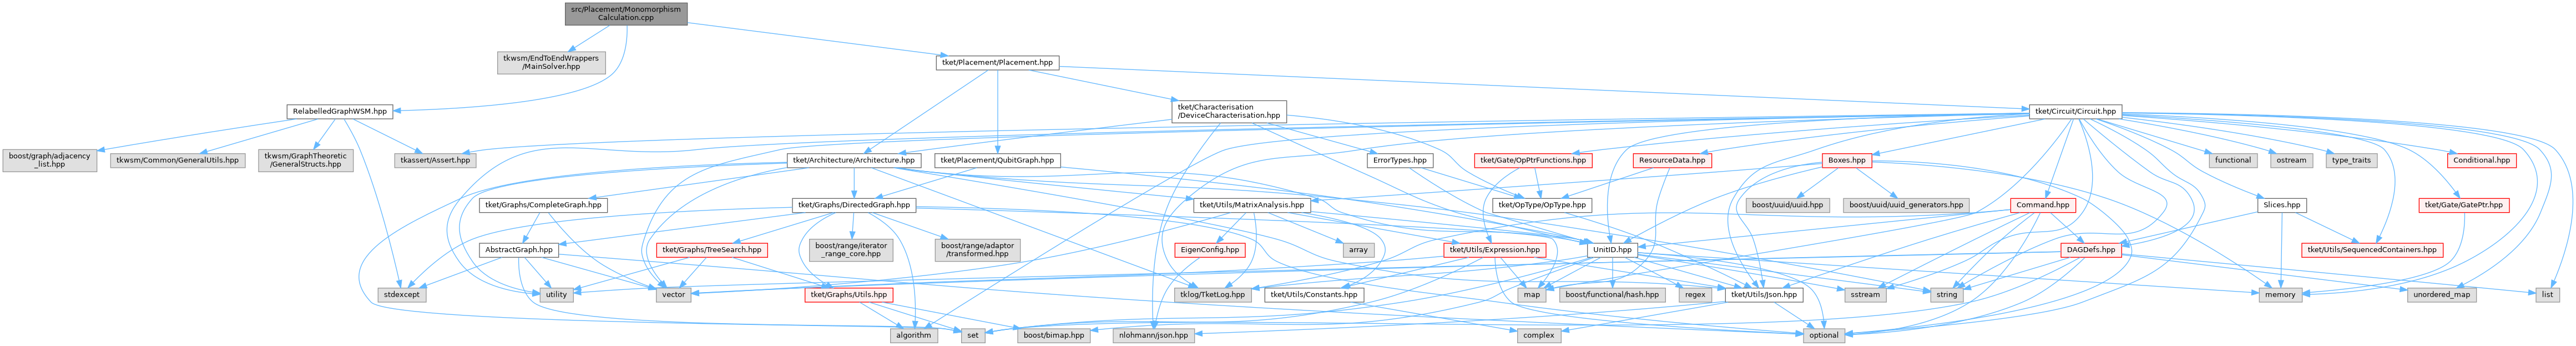 src/Placement/Monomorphism
Calculation.cpp
tkwsm/EndToEndWrappers
/MainSolver.hpp
tket/Placement/Placement.hpp
RelabelledGraphWSM.hpp
tket/Characterisation
/DeviceCharacterisation.hpp
tket/Circuit/Circuit.hpp
boost/graph/adjacency
_list.hpp
tkwsm/Common/GeneralUtils.hpp
tkwsm/GraphTheoretic
/GeneralStructs.hpp
tkassert/Assert.hpp
tket/Architecture/Architecture.hpp
tket/Placement/QubitGraph.hpp
ErrorTypes.hpp
tket/Gate/OpPtrFunctions.hpp
ResourceData.hpp
Boxes.hpp
functional
ostream
type_traits
Conditional.hpp
tket/Graphs/CompleteGraph.hpp
tket/Graphs/DirectedGraph.hpp
tket/Utils/MatrixAnalysis.hpp
tket/OpType/OpType.hpp
boost/uuid/uuid.hpp
boost/uuid/uuid_generators.hpp
Command.hpp
Slices.hpp
tket/Gate/GatePtr.hpp
AbstractGraph.hpp
tket/Graphs/TreeSearch.hpp
boost/range/iterator
_range_core.hpp
boost/range/adaptor
/transformed.hpp
EigenConfig.hpp
array
tket/Utils/Expression.hpp
UnitID.hpp
DAGDefs.hpp
tket/Utils/SequencedContainers.hpp
stdexcept
utility
vector
tket/Graphs/Utils.hpp
tklog/TketLog.hpp
tket/Utils/Constants.hpp
map
boost/functional/hash.hpp
regex
tket/Utils/Json.hpp
sstream
string
memory
unordered_map
list
algorithm
set
boost/bimap.hpp
nlohmann/json.hpp
complex
optional